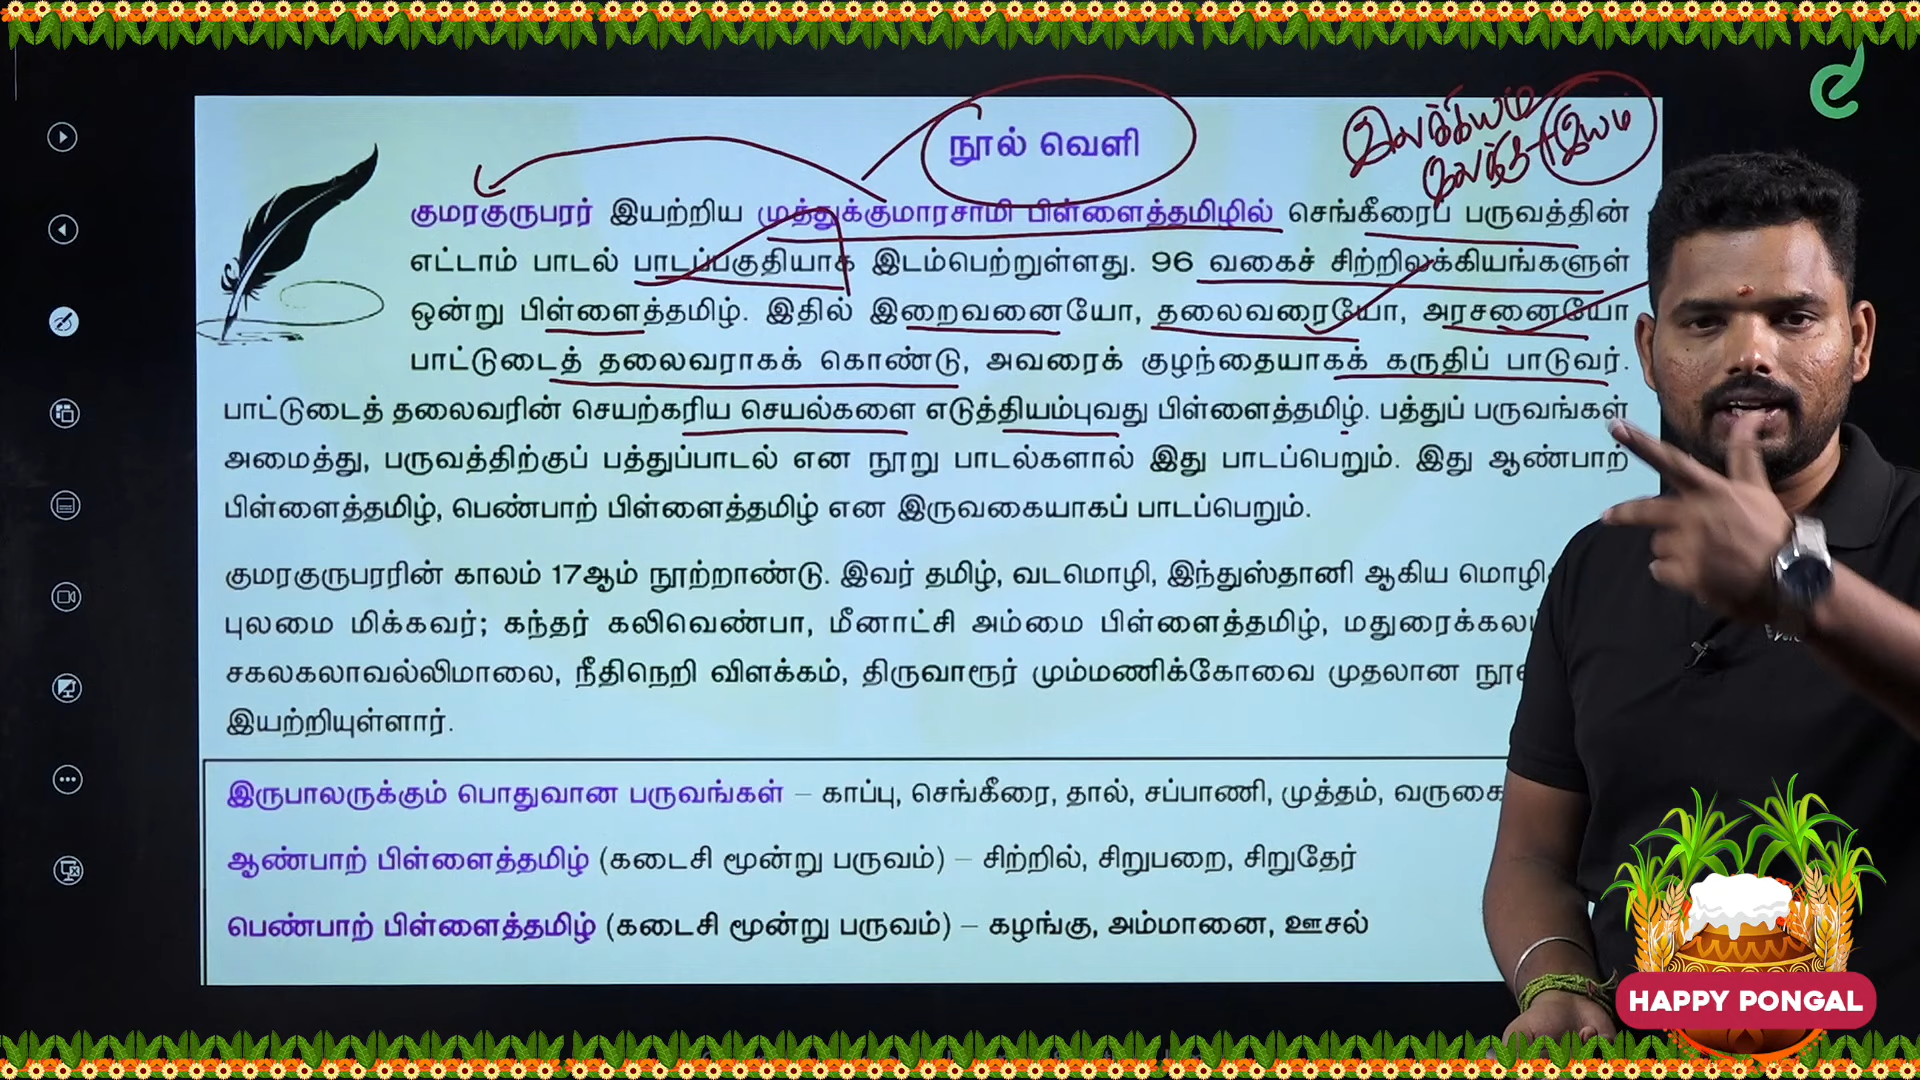 நூல் வெளி
இலக்கியம்
குமரகுருபரர் இயற்றிய முத்துக்குமாரசாமி பிள்ளைத்தமிழில் செங்கீரைப் பருவத்தின்
எட்டாம் பாடல் பாடப்பகுதியாக இடம்பெற்றுள்ளது. 96 வகைச் சிற்றிலக்கியங்களுள்
ஒன்று பிள்ளைத்தமிழ். இதில் இறைவனையோ, தலைவரையோ, அரசனையோ
பாட்டுடைத் தலைவராகக் கொண்டு, அவரைக் குழந்தையாகக் கருதிப் பாடுவர்.
பாட்டுடைத் தலைவரின் செயற்கரிய செயல்களை எடுத்தியம்புவது பிள்ளைத்தமிழ். பத்துப் பருவங்கள்
அமைத்து, பருவத்திற்குப் பத்துப்பாடல் என நூறு பாடல்களால் இது பாடப்பெறும். இது ஆண்பாற்
பிள்ளைத்தமிழ், பெண்பாற் பிள்ளைத்தமிழ் என இருவகையாகப் பாடப்பெறும்.
குமரகுருபரரின் காலம் 17ஆம் நூற்றாண்டு. இவர் தமிழ், வடமொழி, இந்துஸ்தானி ஆகிய
புலமை மிக்கவர்; கந்தர் கலிவெண்பா, மீனாட்சி அம்மை பிள்ளைத்தமிழ்,
சகலகலாவல்லிமாலை, நீதிநெறி விளக்கம், திருவாரூர் மும்மணிக்கோவை முதலான
இயற்றியுள்ளார்.
இருபாலருக்கும் பொதுவான பருவங்கள் – காப்பு, செங்கீரை, தால், சப்பாணி, முத்தம், வருகை
ஆண்பாற் பிள்ளைத்தமிழ் (கடைசி மூன்று பருவம்) – சிற்றில், சிறுபறை, சிறுதேர்
பெண்பாற் பிள்ளைத்தமிழ் (கடைசி மூன்று பருவம்) – கழங்கு, அம்மானை, ஊசல்
HAPPY PONGAL